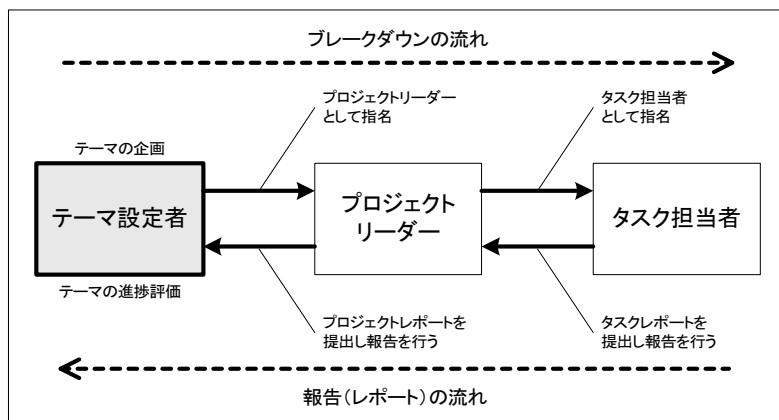 ブレークダウンの流れ
プロジェクトリーダー
として指名
タスク担当者
として指名
テーマの企画
テーマ設定者
プロジェクト
リーダー
タスク担当者
テーマの進捗評価
プロジェクトレポートを
提出し報告を行う
タスクレポートを
提出し報告を行う
報告(レポート)の流れ